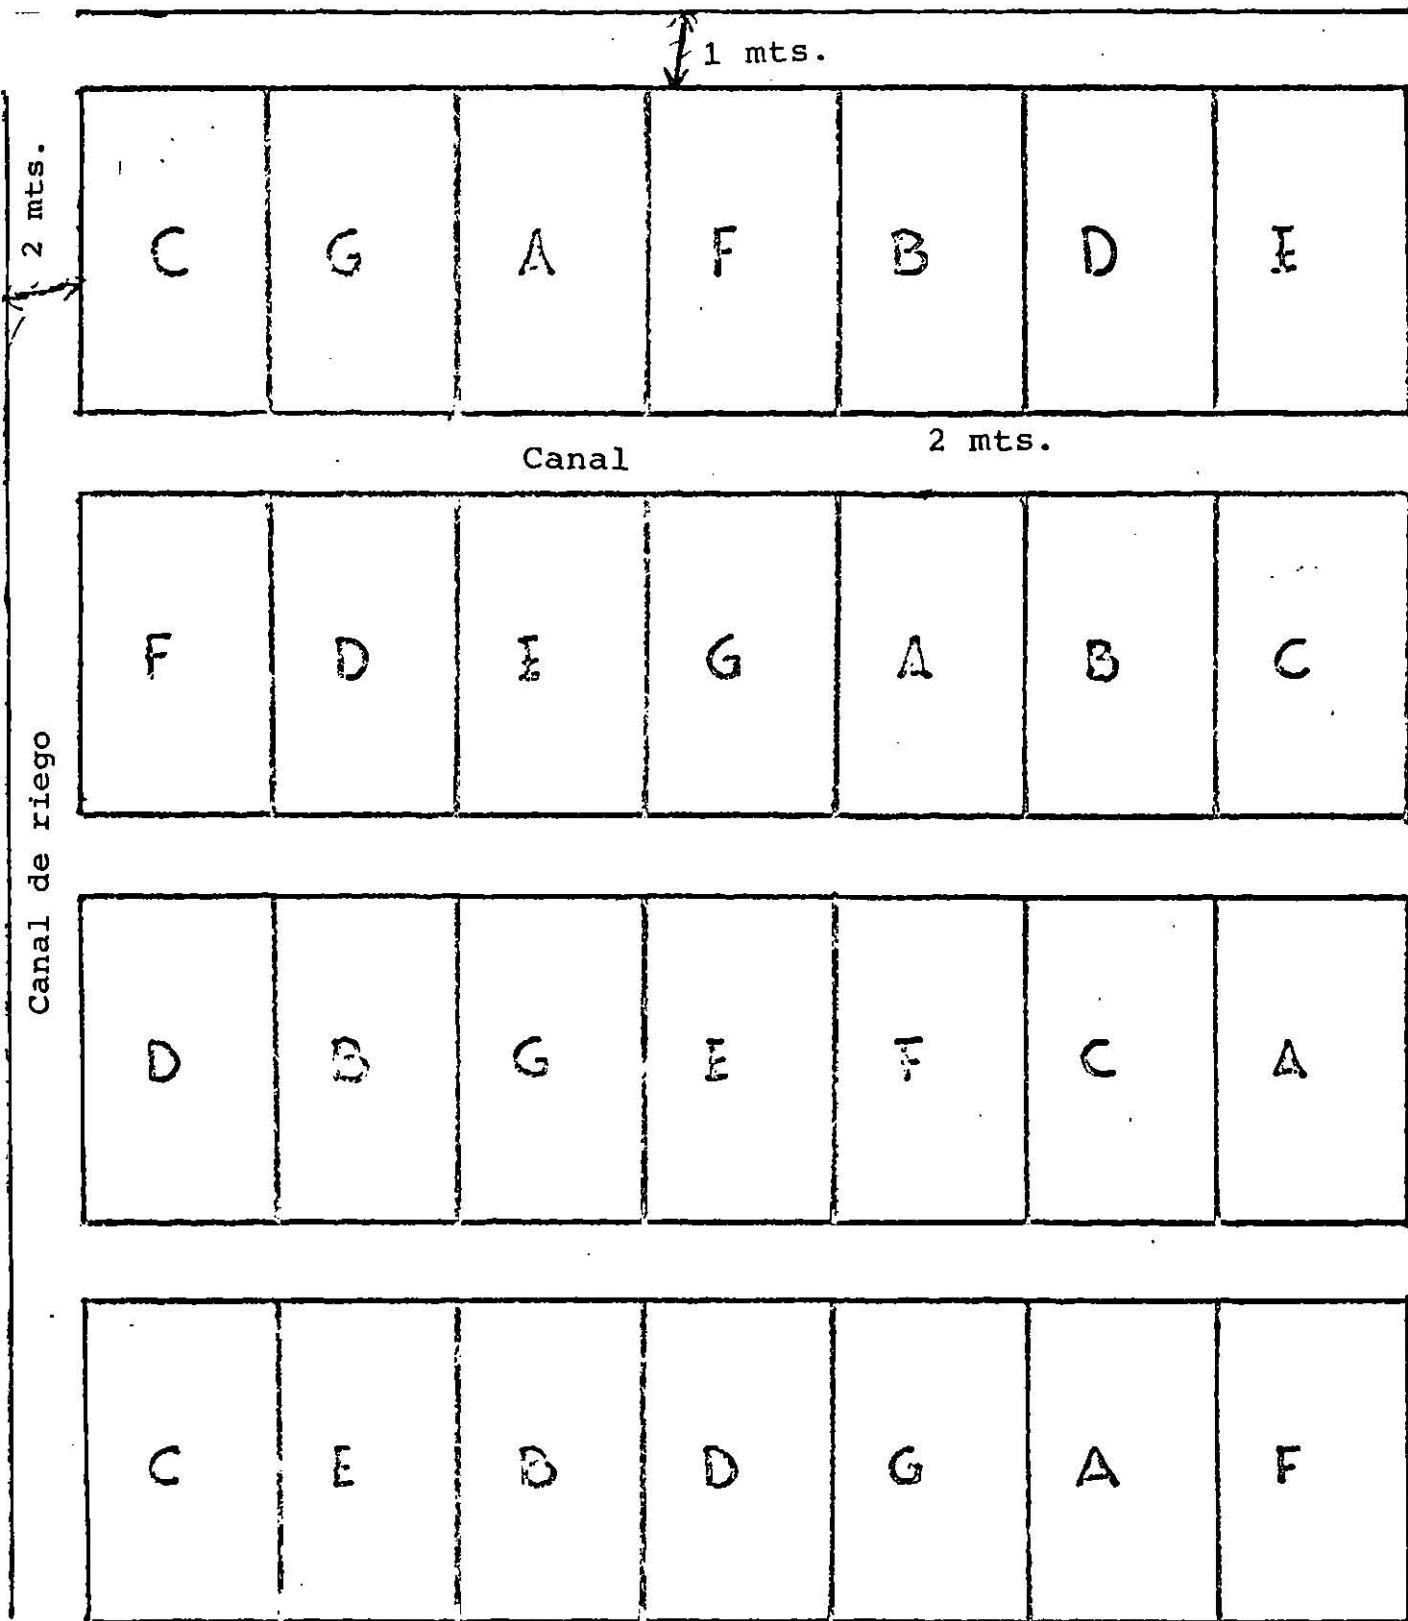 1 mts.
2 mts.
C G A F B D E
Canal 2 mts.
F D E G A B C
Canal de riego
D B G E F C A
C E B D G A F